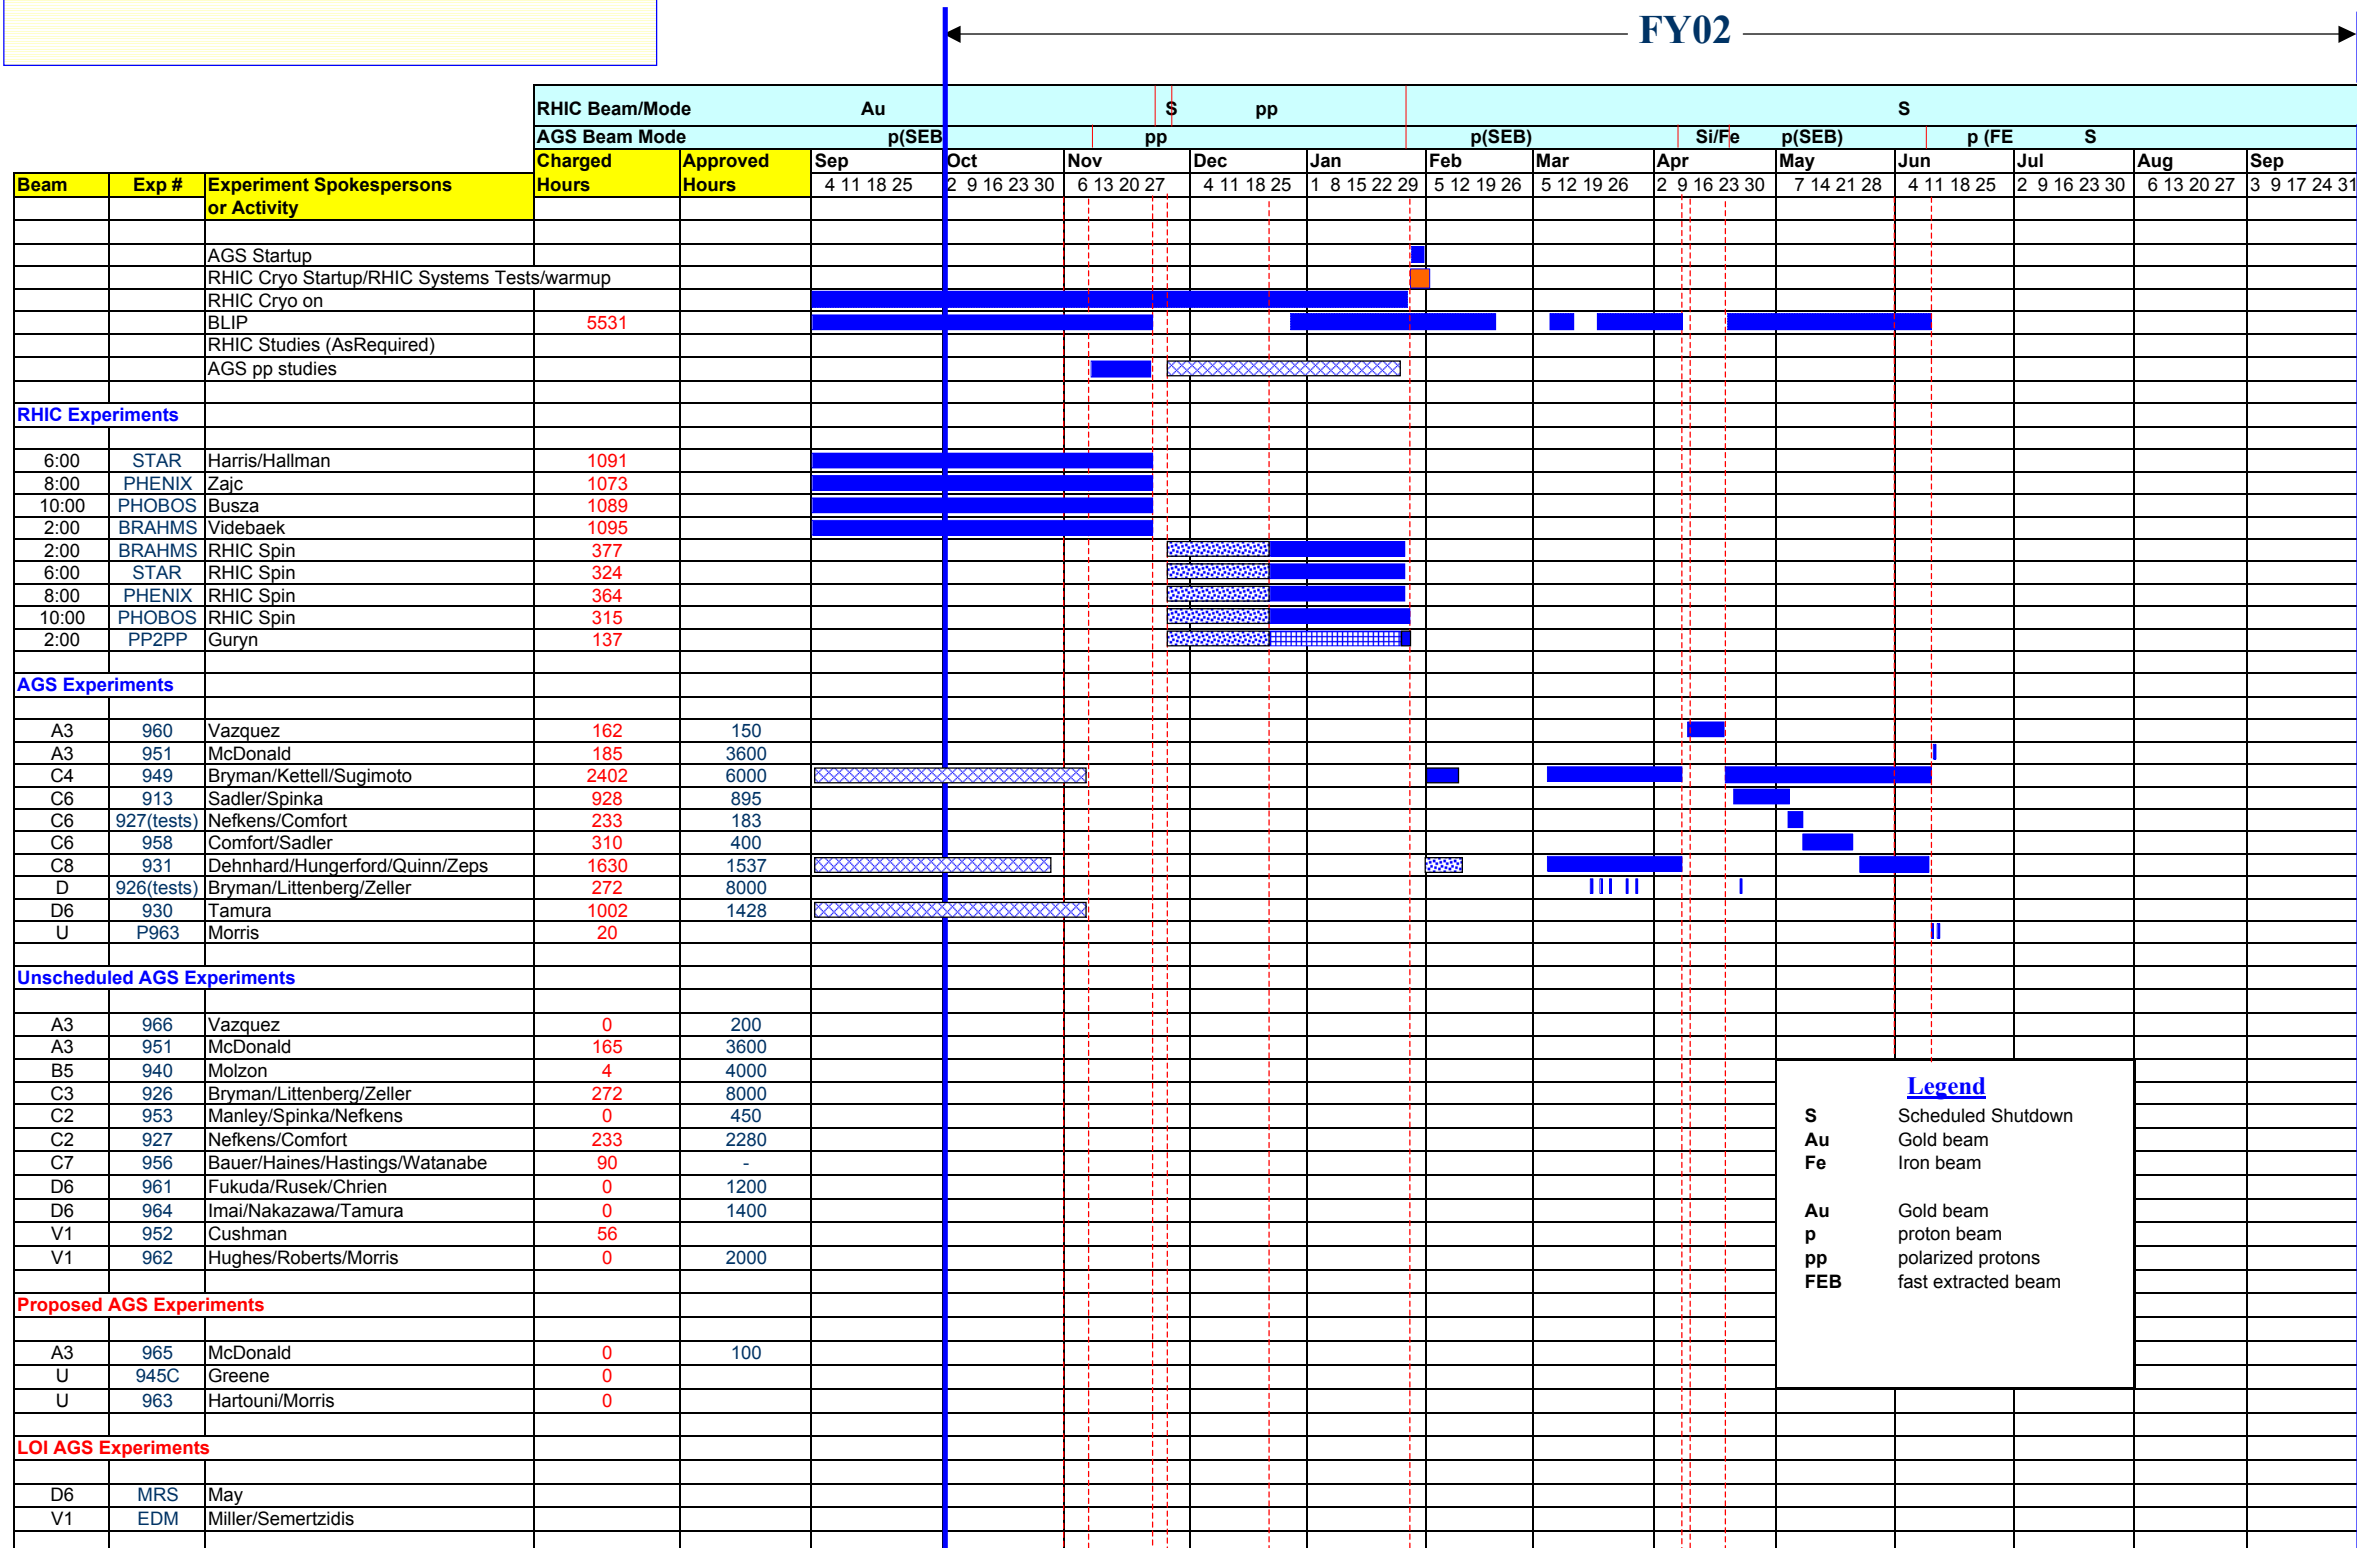 FY02
RHIC Beam/Mode Au S pp S
AGS Beam Mode p(SEB pp p(SEB) Si/Fe p(SEB) p (FE S
Charged Approved Sep Oct Nov Dec Jan Feb Mar Apr May Jun Jul Aug Sep
Beam Exp # Experiment Spokespersons Hours Hours 4 11 18 25 2 9 16 23 30 6 13 20 27 4 11 18 25 1 8 15 22 29 5 12 19 26 5 12 19 26 2 9 16 23 30 7 14 21 28 4 11 18 25 2 9 16 23 30 6 13 20 27 3 9 17 24 31
or Activity
AGS Startup
RHIC Cryo Startup/RHIC Systems Tests/warmup
RHIC Cryo on
BLIP 5531
RHIC Studies (AsRequired)
AGS pp studies
RHIC Experiments
6:00 STAR Harris/Hallman 1091
8:00 PHENIX Zajc 1073
10:00 PHOBOS Busza 1089
2:00 BRAHMS Videbaek 1095
2:00 BRAHMS RHIC Spin 377
6:00 STAR RHIC Spin 324
8:00 PHENIX RHIC Spin 364
10:00 PHOBOS RHIC Spin 315
2:00 PP2PP Guryn 137
AGS Experiments
A3 960 Vazquez 162 150
A3 951 McDonald 185 3600
C4 949 Bryman/Kettell/Sugimoto 2402 6000
C6 913 Sadler/Spinka 928 895
C6 927(tests) Nefkens/Comfort 233 183
C6 958 Comfort/Sadler 310 400
C8 931 Dehnhard/Hungerford/Quinn/Zeps 1630 1537
D 926(tests) Bryman/Littenberg/Zeller 272 8000
D6 930 Tamura 1002 1428
U P963 Morris 20
Unscheduled AGS Experiments
A3 966 Vazquez 0 200
A3 951 McDonald 165 3600
B5 940 Molzon 4 4000
C3 926 Bryman/Littenberg/Zeller 272 8000
C2 953 Manley/Spinka/Nefkens 0 450
C2 927 Nefkens/Comfort 233 2280
C7 956 Bauer/Haines/Hastings/Watanabe 90 -
D6 961 Fukuda/Rusek/Chrien 0 1200
D6 964 Imai/Nakazawa/Tamura 0 1400
V1 952 Cushman 56
V1 962 Hughes/Roberts/Morris 0 2000
Proposed AGS Experiments
A3 965 McDonald 0 100
U 945C Greene 0
U 963 Hartouni/Morris 0
LOI AGS Experiments
D6 MRS May
V1 EDM Miller/Semertzidis
Legend
S Scheduled Shutdown
Au Gold beam
Fe Iron beam
Au Gold beam
p proton beam
pp polarized protons
FEB fast extracted beam